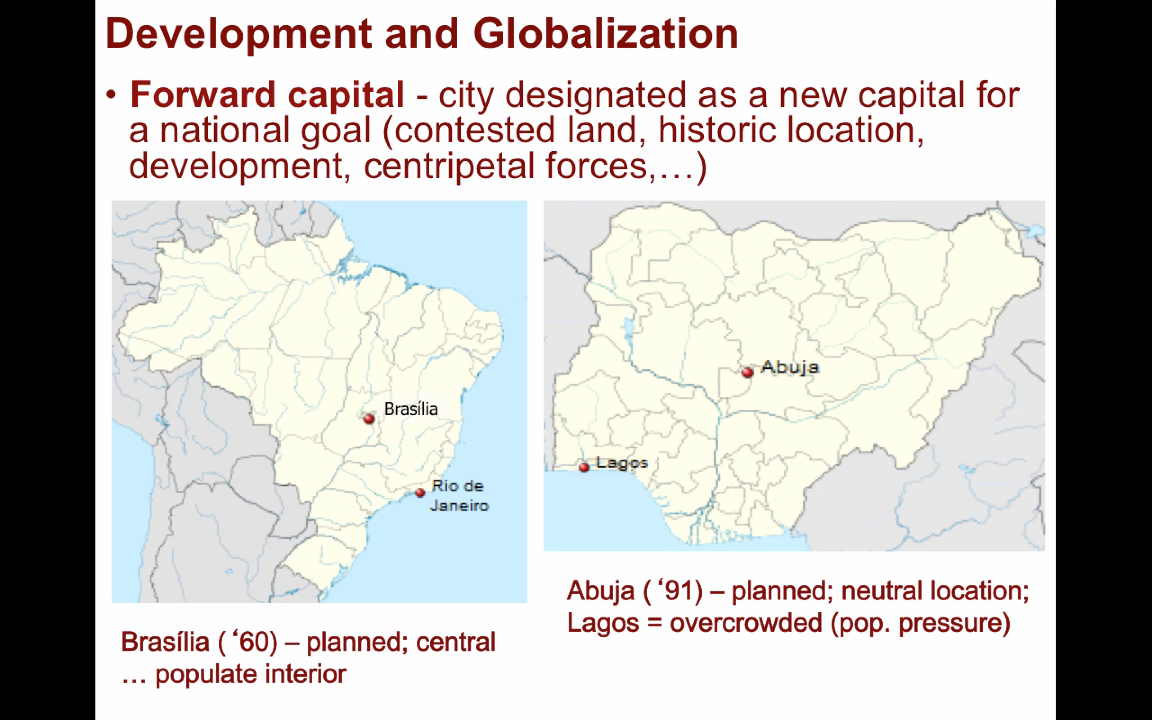 Development and Globalization
• Forward capital - city designated as a new capital for
a national goal (contested land, historic location,
development, centripetal forces,…)
Brasília
Rio de
Janeiro
Abuja
Lagos
Brasília ( ‘60) – planned; central
… populate interior
Abuja ( ‘91) – planned; neutral location;
Lagos = overcrowded (pop. pressure)